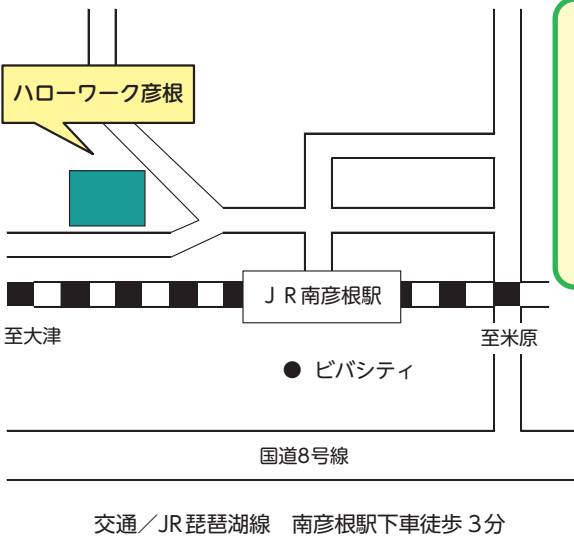 ハローワーク彦根
ＪＲ南彦根駅
至大津
至米原
● ビバシティ
国道8号線
交通／JR琵琶湖線　南彦根駅下車徒歩３分